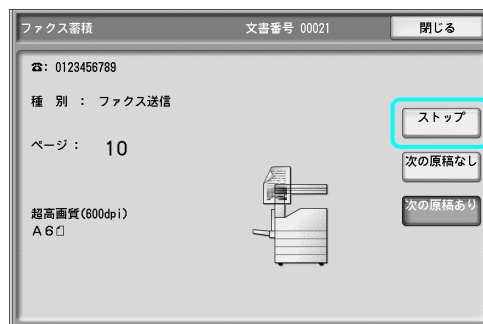 ファクス蓄積 文書番号 00021 閉じる
☎: 0123456789
種 別 : ファクス送信
ストップ
ページ : 10
次の原稿なし
次の原稿あり
超高画質(600dpi)
A6